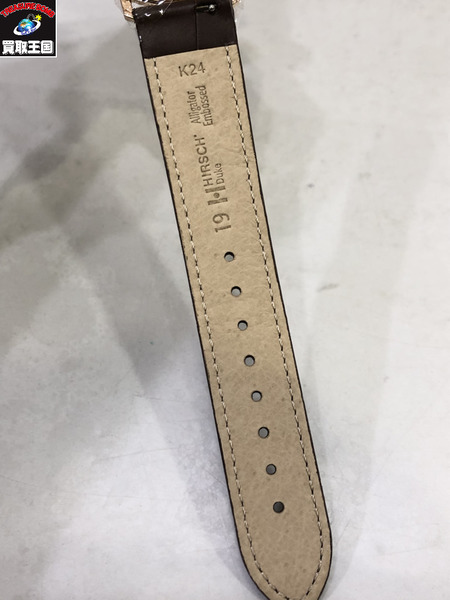 買取王国
K24
Alligator
Embossed
HIRSCH
Duke
19